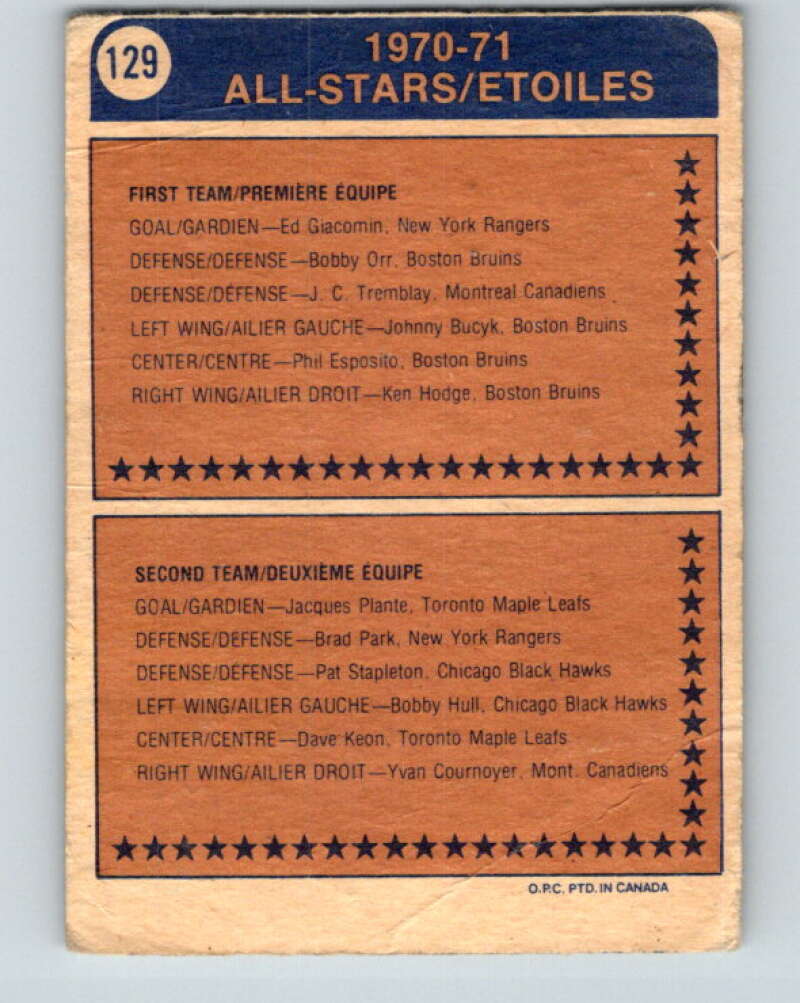 129
1970-71
ALL-STARS/ETOILES
FIRST TEAM/PREMIÈRE ÉQUIPE
GOAL/GARDIEN—Ed Giacomin, New York Rangers
DEFENSE/DÉFENSE—Bobby Orr, Boston Bruins
DEFENSE/DÉFENSE—J. C. Tremblay, Montreal Canadiens
LEFT WING/AILIER GAUCHE—Johnny Bucyk, Boston Bruins
CENTER/CENTRE—Phil Esposito, Boston Bruins
RIGHT WING/AILIER DROIT—Ken Hodge, Boston Bruins
SECOND TEAM/DEUXIÈME ÉQUIPE
GOAL/GARDIEN—Jacques Plante, Toronto Maple Leafs
DEFENSE/DÉFENSE—Brad Park, New York Rangers
DEFENSE/DÉFENSE—Pat Stapleton, Chicago Black Hawks
LEFT WING/AILIER GAUCHE—Bobby Hull, Chicago Black Hawks
CENTER/CENTRE—Dave Keon, Toronto Maple Leafs
RIGHT WING/AILIER DROIT—Yvan Cournoyer, Mont. Canadiens
O.P.C. PTD. IN CANADA